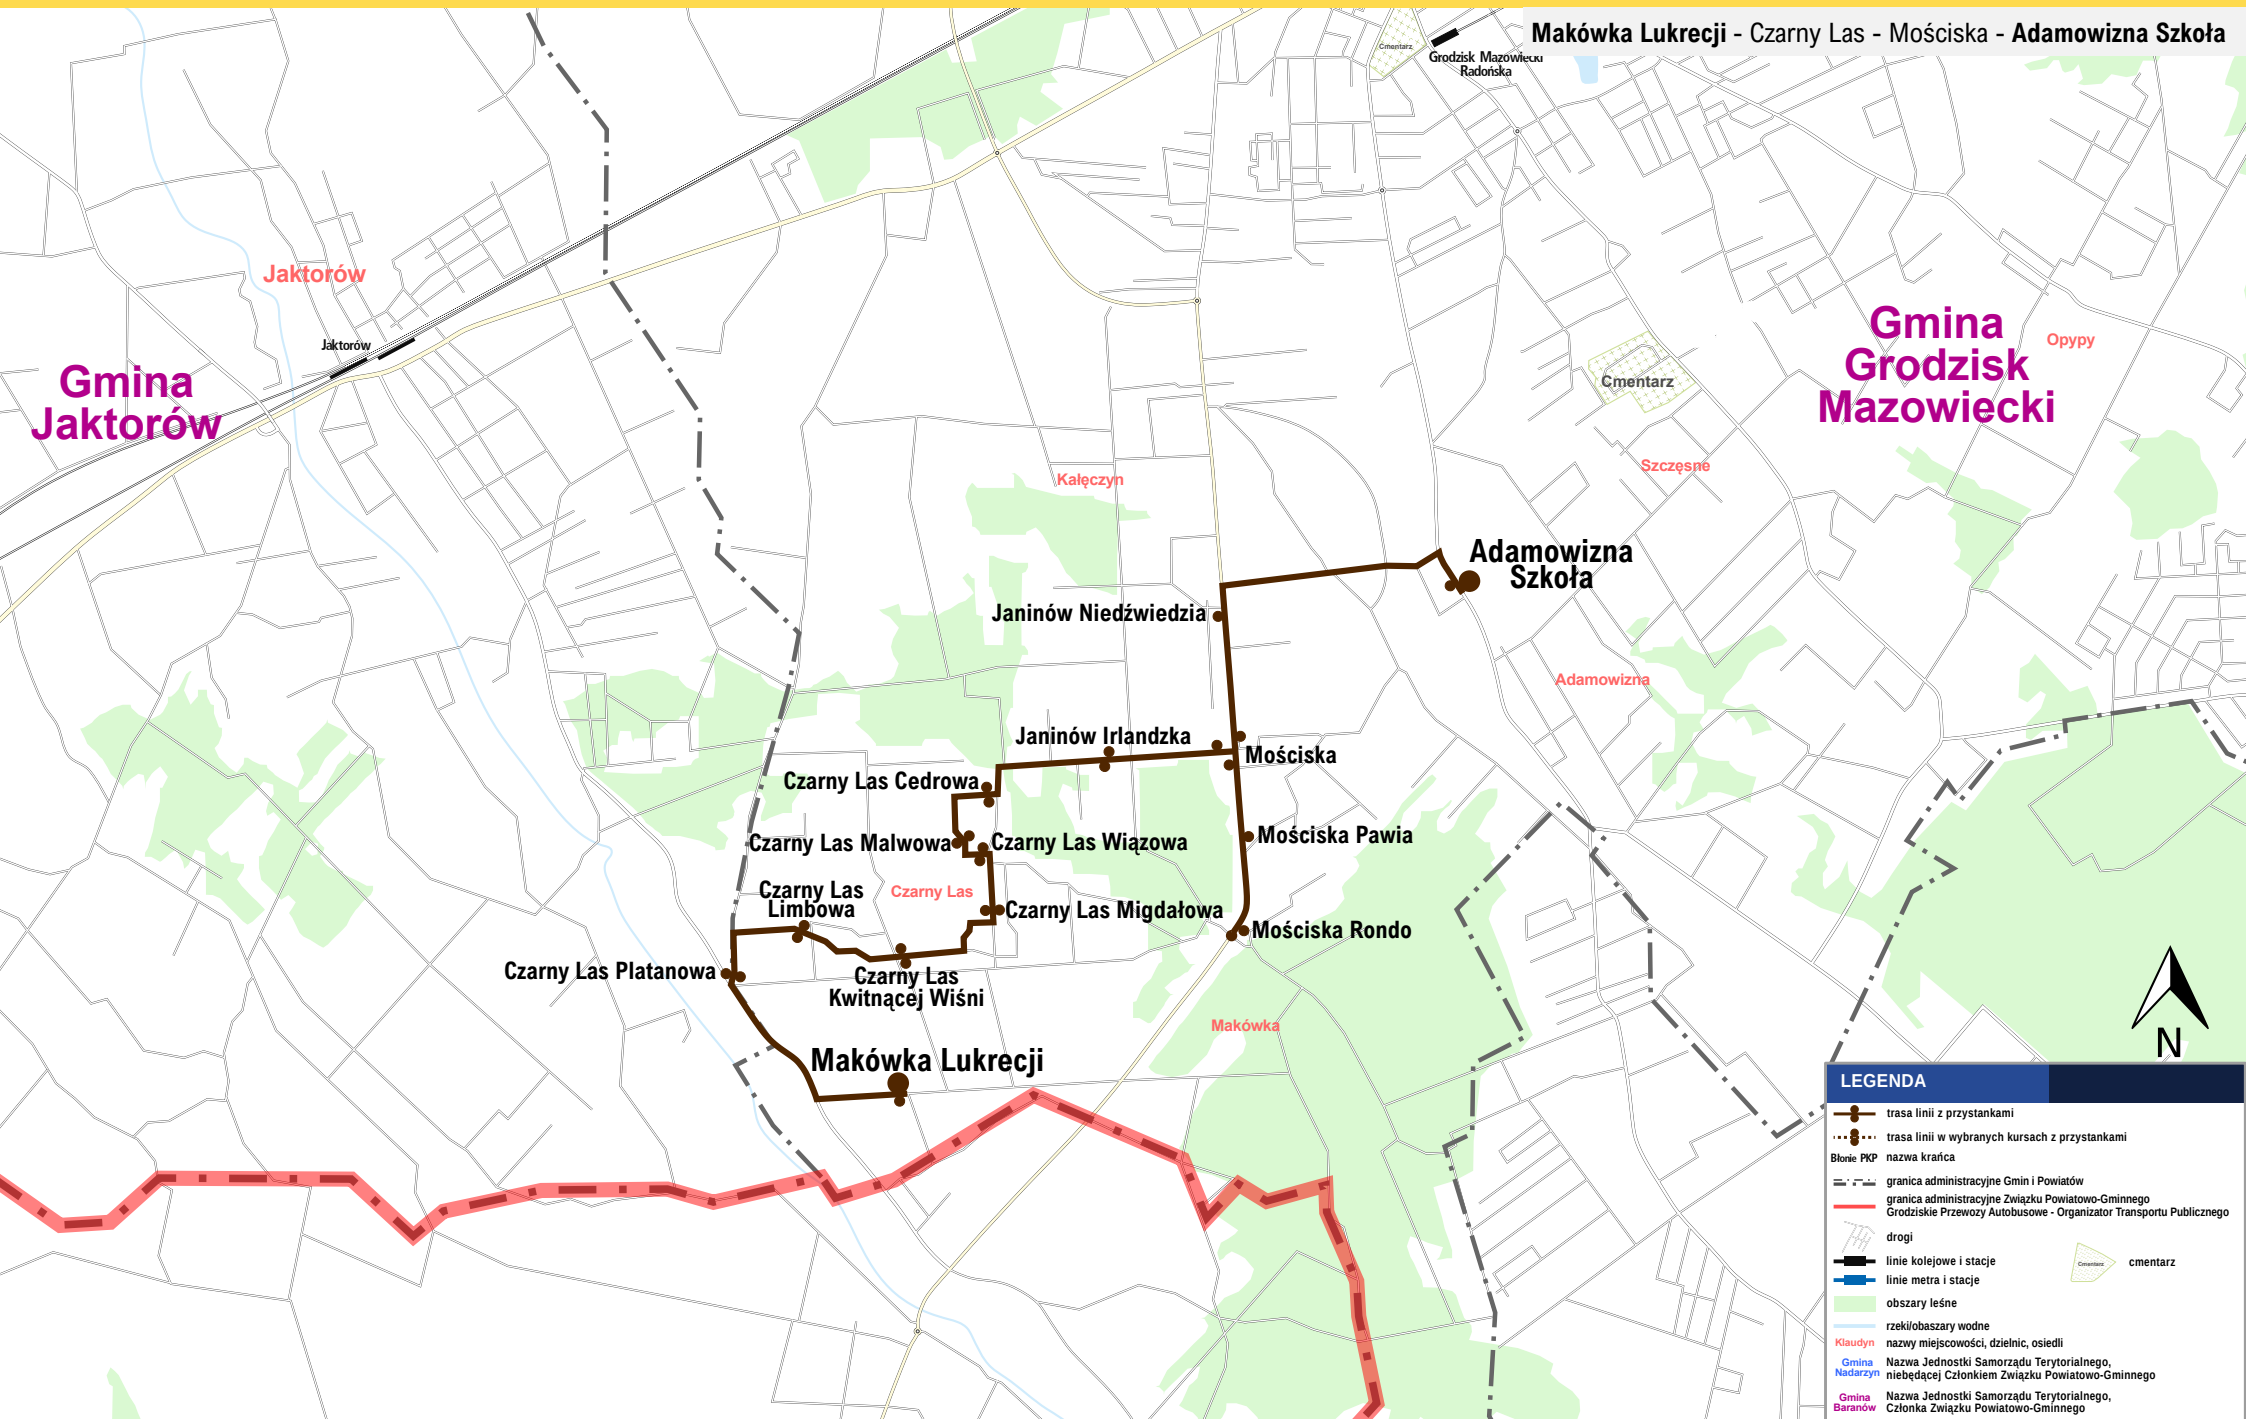 Makówka Lukrecji - Czarny Las - Mościska - Adamowizna Szkoła
Cmentarz
Grodzisk Mazowiecki
Radońska
Jaktorów
Jaktorów
Gmina
Jaktorów
Gmina
Grodzisk
Mazowiecki
Opypy
Cmentarz
Szczęsne
Kałęczyn
Adamowizna
Szkoła
Janinów Niedźwiedzia
Adamowizna
Janinów Irlandzka
Mościska
Czarny Las Cedrowa
Czarny Las Malwowa
Czarny Las Wiązowa
Mościska Pawia
Czarny Las
Limbowa
Czarny Las
Czarny Las Migdałowa
Mościska Rondo
Czarny Las Platanowa
Czarny Las
Kwitnącej Wiśni
Makówka
Makówka Lukrecji
N
LEGENDA
trasa linii z przystankami
trasa linii w wybranych kursach z przystankami
Błonie PKP nazwa krańca
granica administracyjne Gmin i Powiatów
granica administracyjne Związku Powiatowo-Gminnego
Grodziskie Przewozy Autobusowe - Organizator Transportu Publicznego
drogi
linie kolejowe i stacje
Cmentarz cmentarz
linie metra i stacje
obszary leśne
rzeki/obaszary wodne
Klaudyn nazwy miejscowości, dzielnic, osiedli
Gmina Nazwa Jednostki Samorządu Terytorialnego,
Nadarzyn niebędącej Członkiem Związku Powiatowo-Gminnego
Gmina Nazwa Jednostki Samorządu Terytorialnego,
Baranów Członka Związku Powiatowo-Gminnego